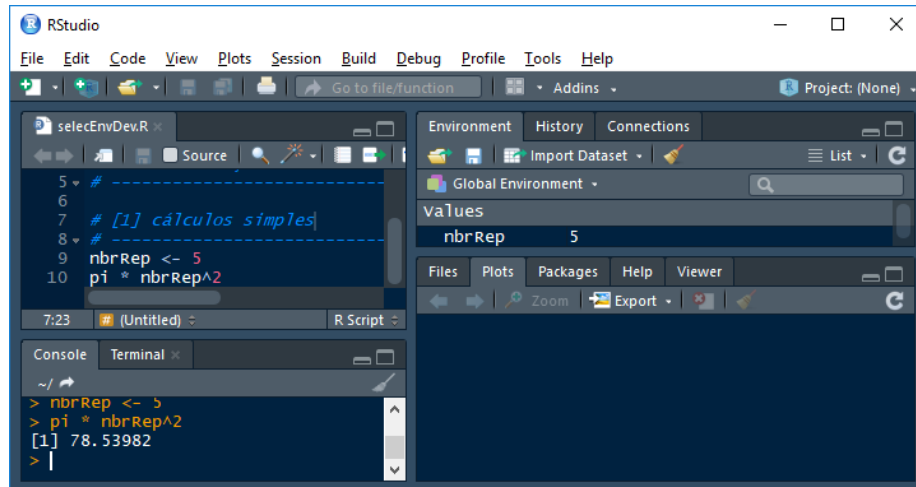 RStudio
File Edit Code View Plots Session Build Debug Profile Tools Help
Go to file/function
Addins
Project: (None)
selecEnvDev.R
Source
5 # --------------------------------
6
7 # [1] cálculos simples
8 # --------------------------------
9 nbrRep <- 5
10 pi * nbrRep^2
7:23 (Untitled) R Script
Console Terminal
~/
> nbrRep <- 5
> pi * nbrRep^2
[1] 78.53982
>
Environment History Connections
Import Dataset List
Global Environment
Values
nbrRep 5
Files Plots Packages Help Viewer
Zoom Export